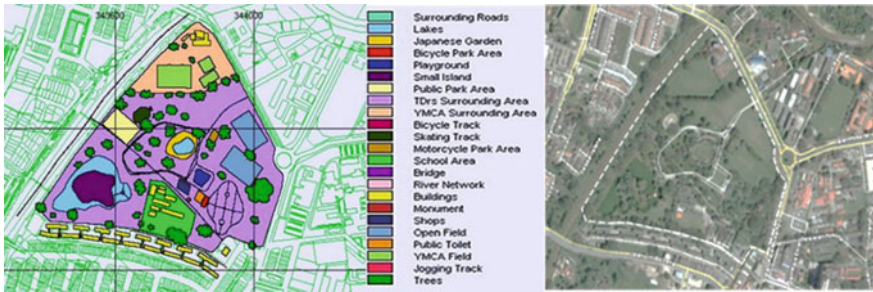 343600
344000
Surrounding Roads
Lakes
Japanese Garden
Bicycle Park Area
Playground
Small Island
Public Park Area
TDrs Surrounding Area
YMCA Surrounding Area
Bicycle Track
Skating Track
Motorcycle Park Area
School Area
Bridge
River Network
Buildings
Monument
Shops
Open Field
Public Toilet
YMCA Field
Jogging Track
Trees